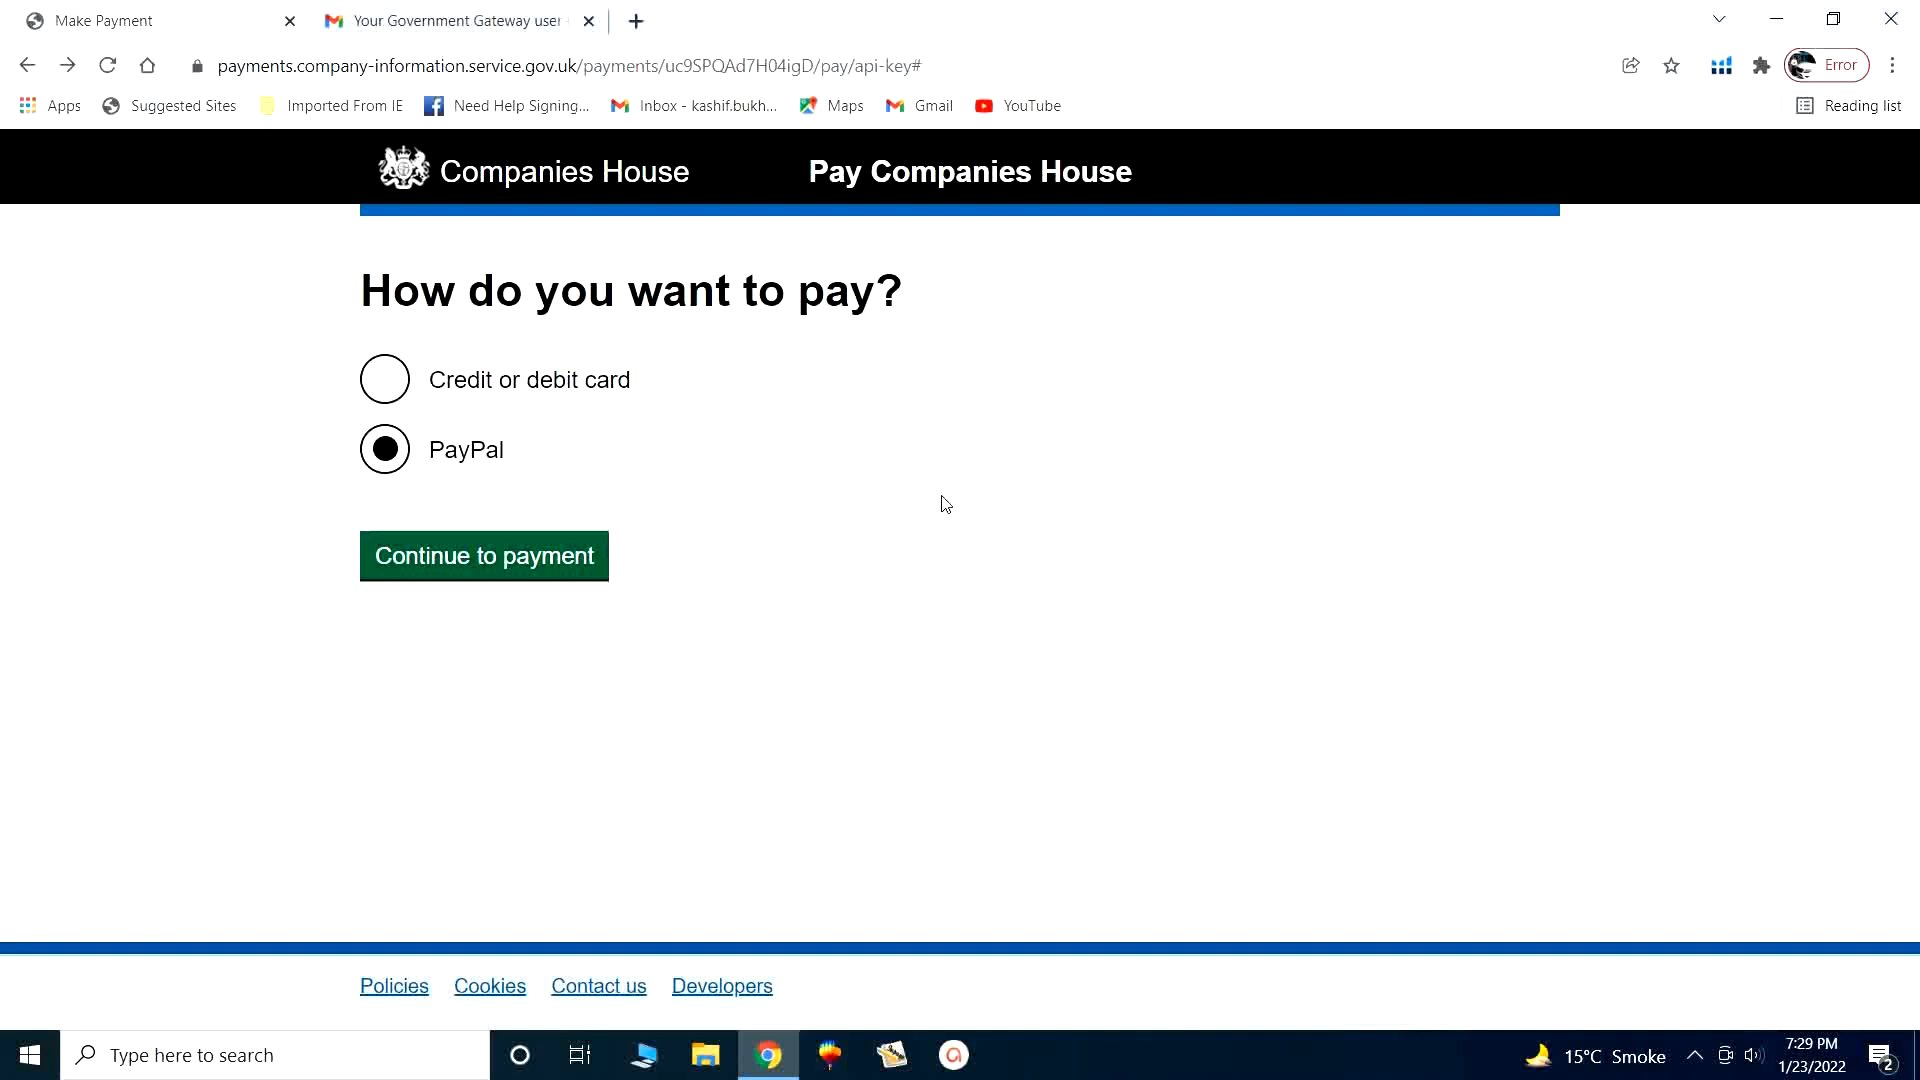 Make Payment
Your Government Gateway user
payments.company-information.service.gov.uk/payments/uc9SPQAd7H04igD/pay/api-key#
Error
Apps Suggested Sites Imported From IE Need Help Signing... Inbox - kashif.bukh... Maps Gmail YouTube Reading list
Companies House Pay Companies House
How do you want to pay?
Credit or debit card
PayPal
Continue to payment
Policies Cookies Contact us Developers
Type here to search
15°C Smoke
7:29 PM
1/23/2022
2